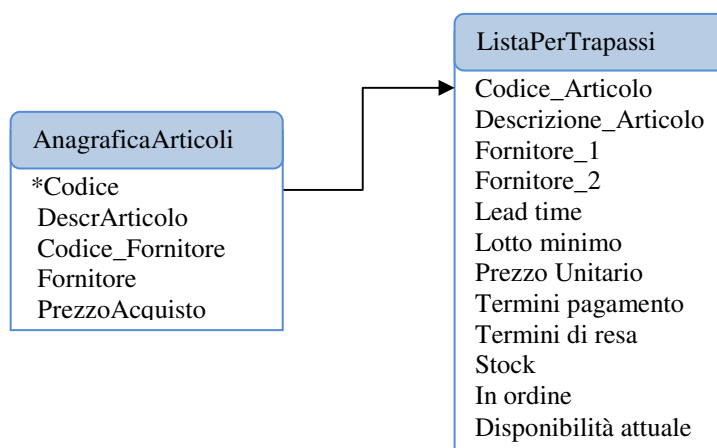 AnagraficaArticoli
*Codice
DescrArticolo
Codice_Fornitore
Fornitore
PrezzoAcquisto
ListaPerTrapassi
Codice_Articolo
Descrizione_Articolo
Fornitore_1
Fornitore_2
Lead time
Lotto minimo
Prezzo Unitario
Termini pagamento
Termini di resa
Stock
In ordine
Disponibilità attuale